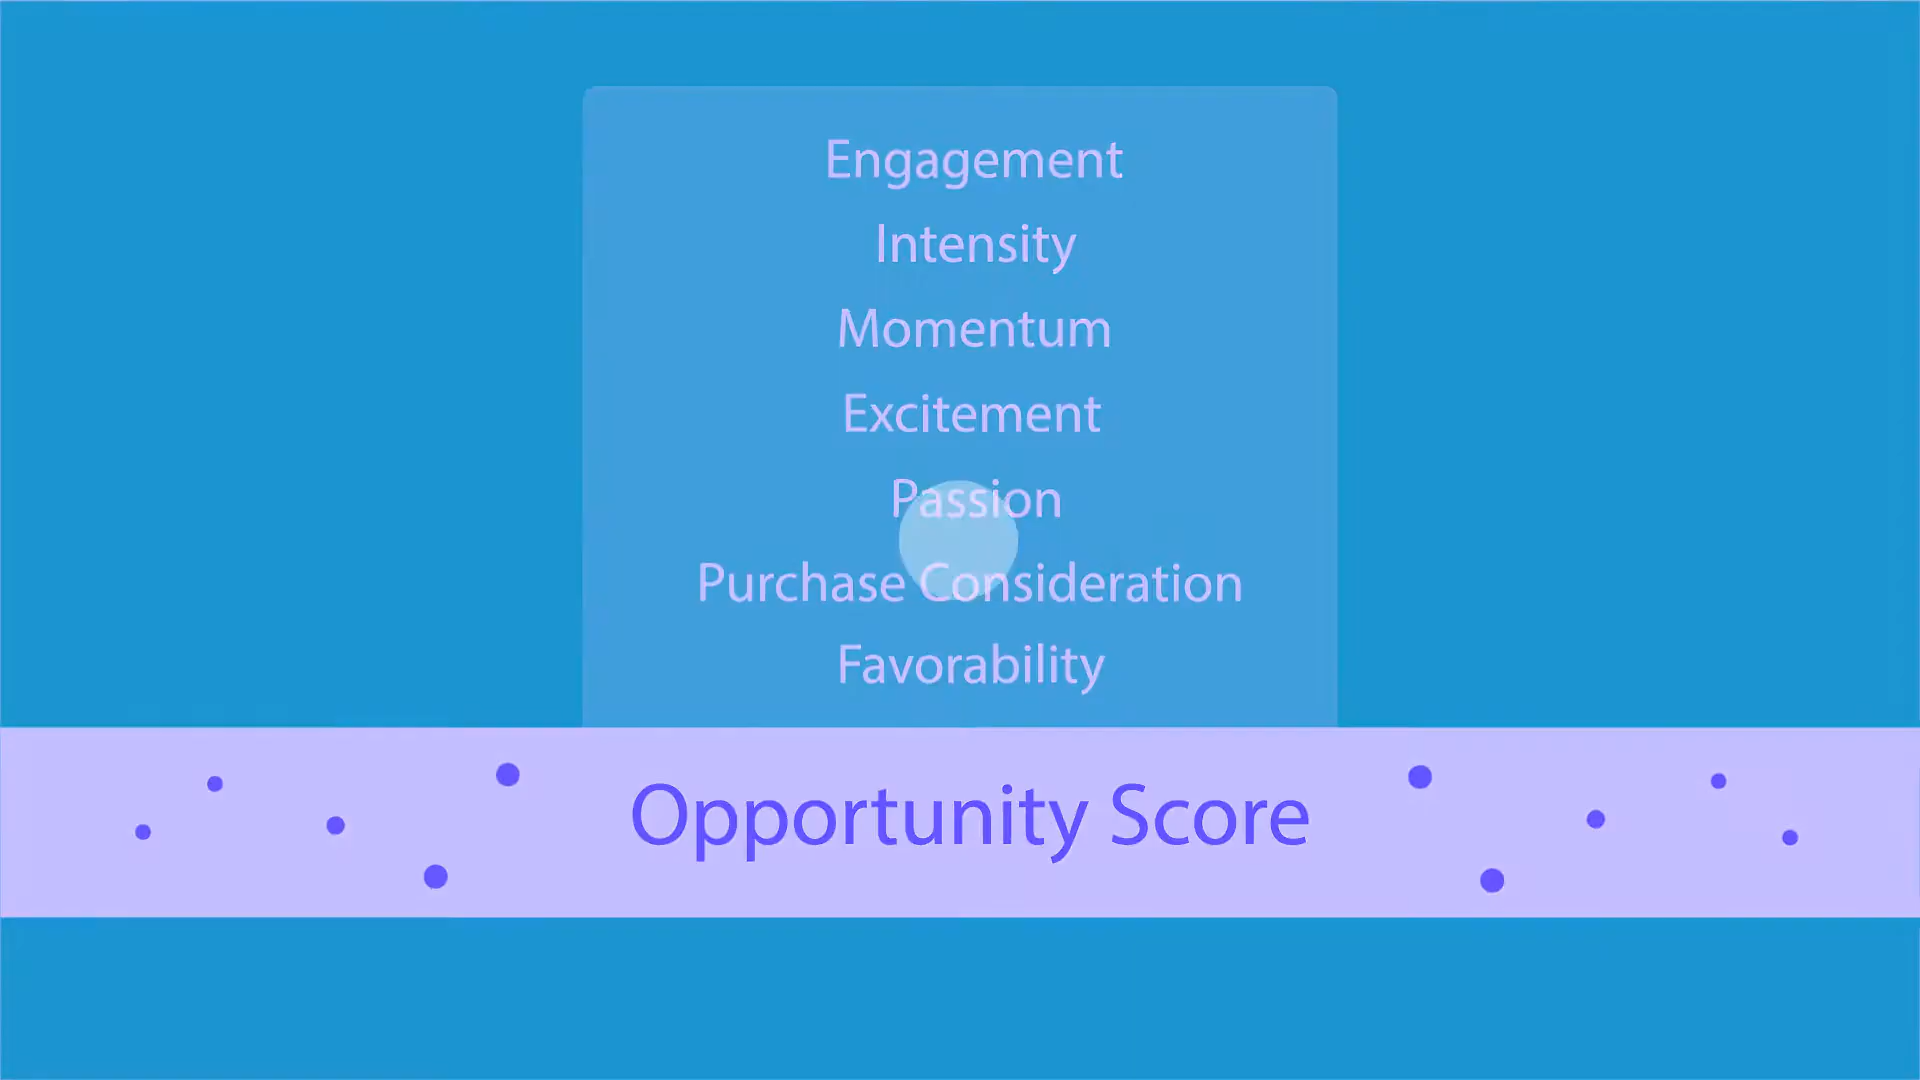 Engagement
Intensity
Momentum
Excitement
Passion
Purchase Consideration
Favorability
Opportunity Score